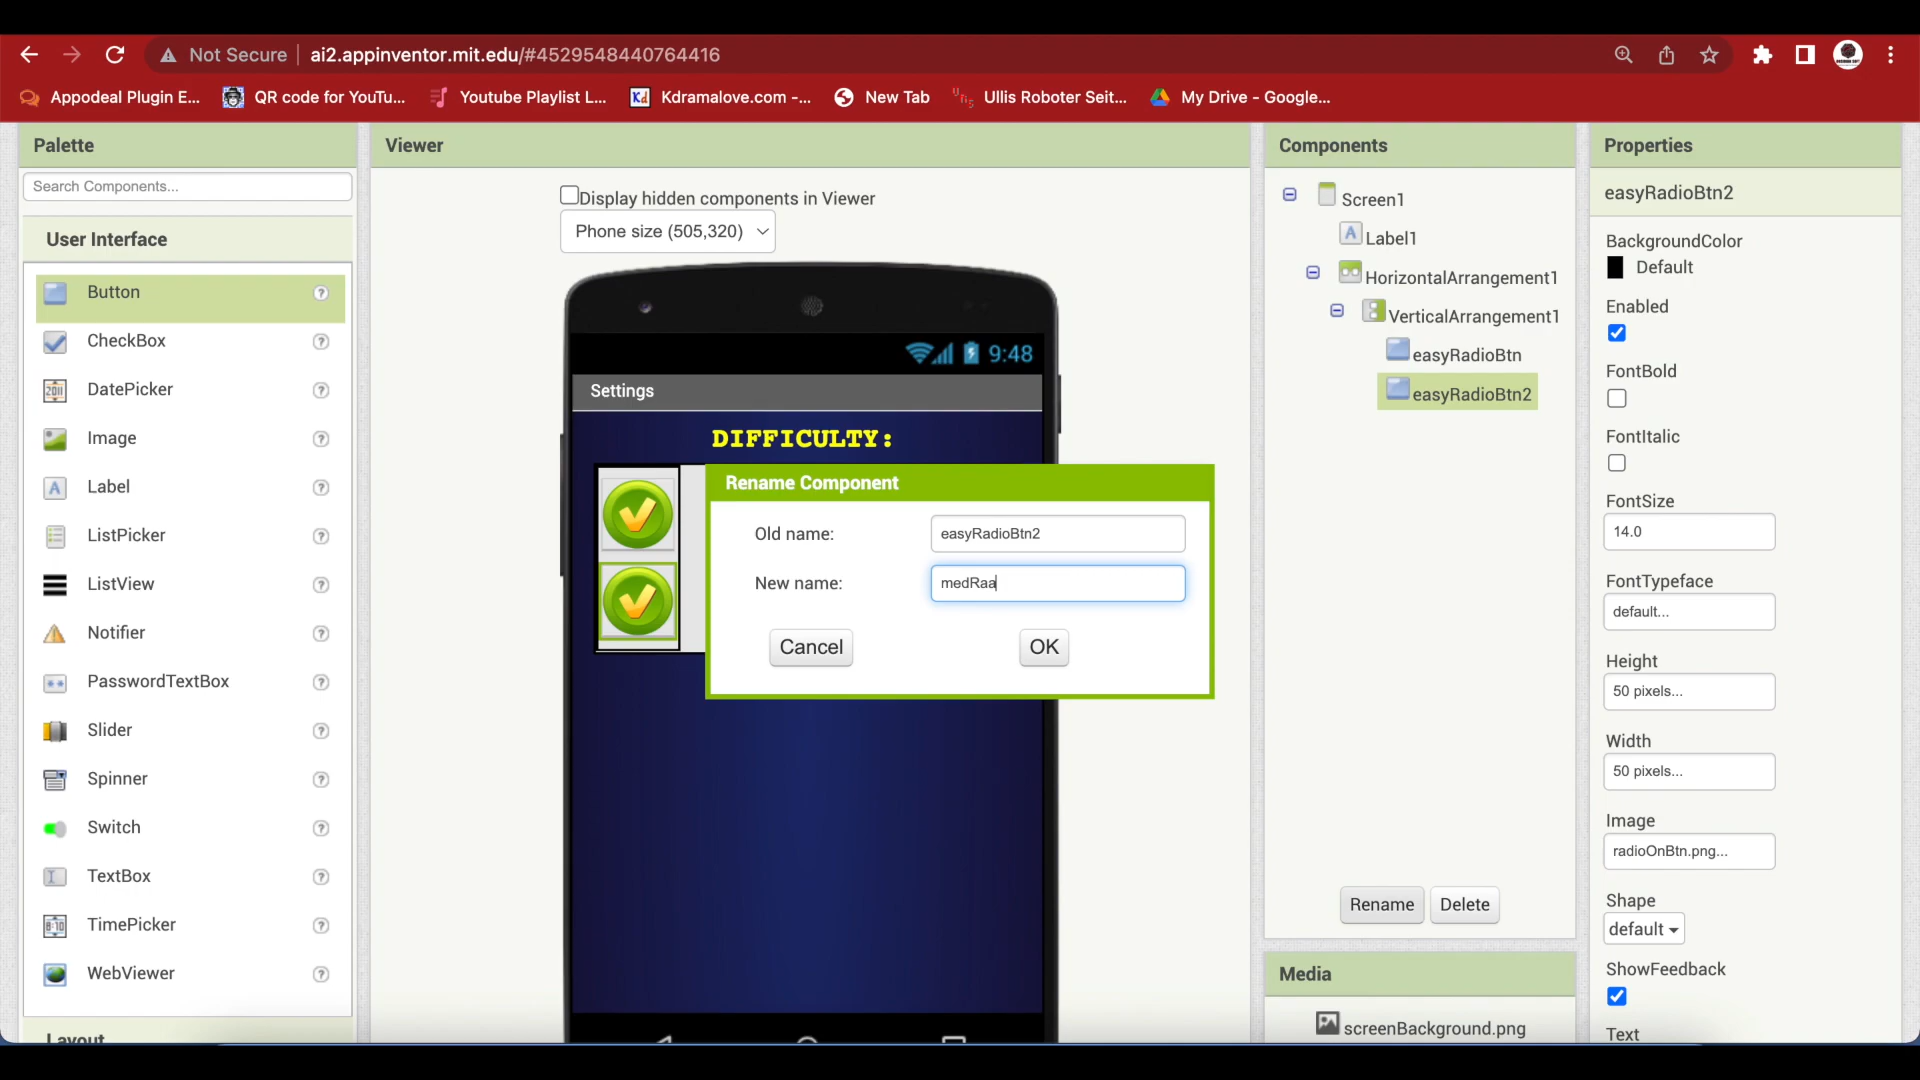 Not Secure
ai2.appinventor.mit.edu/#4529548440764416
Appodeal Plugin E...
QR code for YouTu...
Youtube Playlist L...
Kdramalove.com -...
New Tab
Ullis Roboter Seit...
My Drive - Google...
Palette
Search Components...
User Interface
Button
CheckBox
DatePicker
Image
Label
ListPicker
ListView
Notifier
PasswordTextBox
Slider
Spinner
Switch
TextBox
TimePicker
WebViewer
Layout
Viewer
Display hidden components in Viewer
Phone size (505,320)
9:48
Settings
DIFFICULTY:
Rename Component
Old name:
easyRadioBtn2
New name:
medRaa
Cancel
OK
Components
Screen1
Label1
HorizontalArrangement1
VerticalArrangement1
easyRadioBtn
easyRadioBtn2
Rename
Delete
Media
screenBackground.png
Properties
easyRadioBtn2
BackgroundColor
Default
Enabled
FontBold
FontItalic
FontSize
14.0
FontTypeface
default...
Height
50 pixels...
Width
50 pixels...
Image
radioOnBtn.png...
Shape
default
ShowFeedback
Text